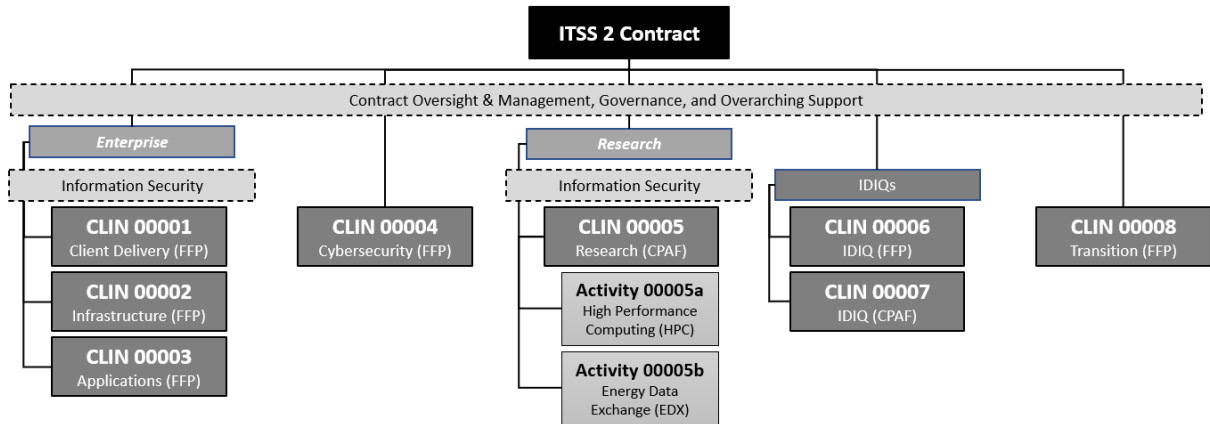 ITSS 2 Contract
Contract Oversight & Management, Governance, and Overarching Support
Enterprise
Information Security
CLIN 00001
Client Delivery (FFP)
CLIN 00002
Infrastructure (FFP)
CLIN 00003
Applications (FFP)
CLIN 00004
Cybersecurity (FFP)
Research
Information Security
CLIN 00005
Research (CPAF)
Activity 00005a
High Performance
Computing (HPC)
Activity 00005b
Energy Data
Exchange (EDX)
IDIQs
CLIN 00006
IDIQ (FFP)
CLIN 00007
IDIQ (CPAF)
CLIN 00008
Transition (FFP)